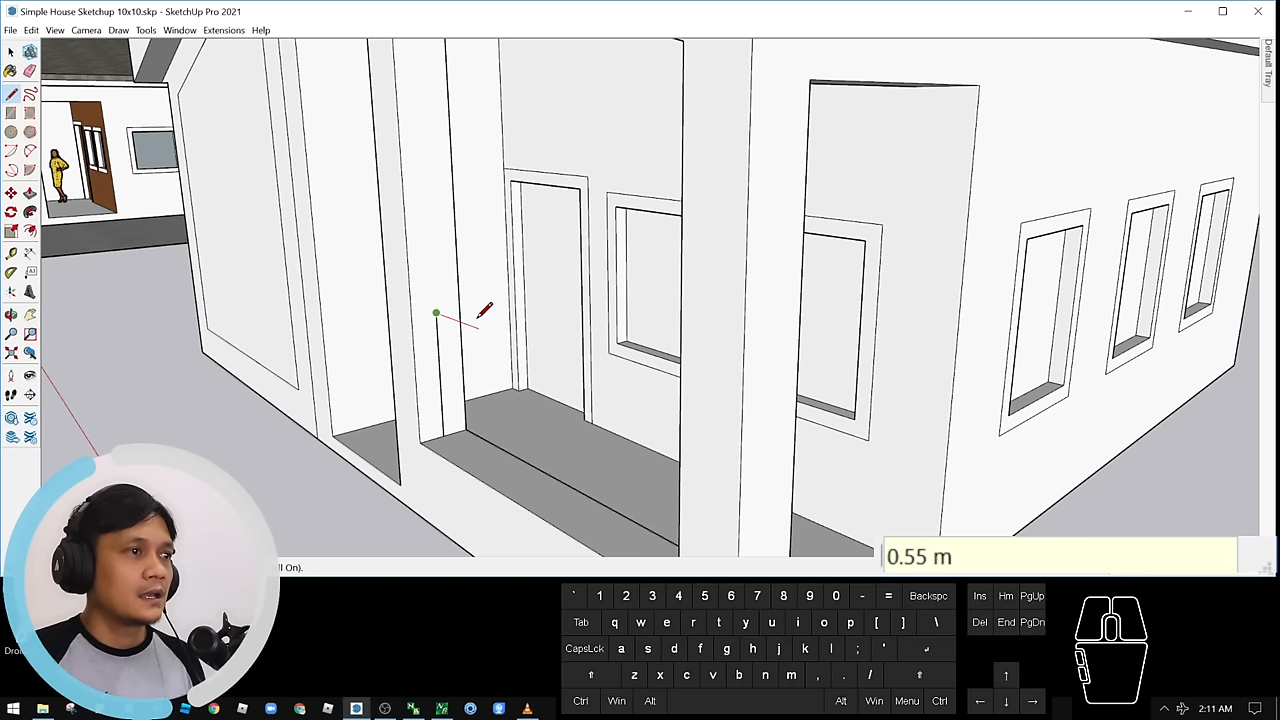 Simple House Sketchup 10x10.skp - SketchUp Pro 2021
File Edit View Camera Draw Tools Window Extensions Help
Default Tray
0.55 m
ll On).
` 1 2 3 4 5 6 7 8 9 0 - = Backspc
Ins Hm PgUp
Tab q w e r t y u i o p [ ] \
Del End PgDn
CapsLck a s d f g h j k l ; '
z x c v b n m , . /
Ctrl Win Alt Alt Win Menu Ctrl
2:11 AM